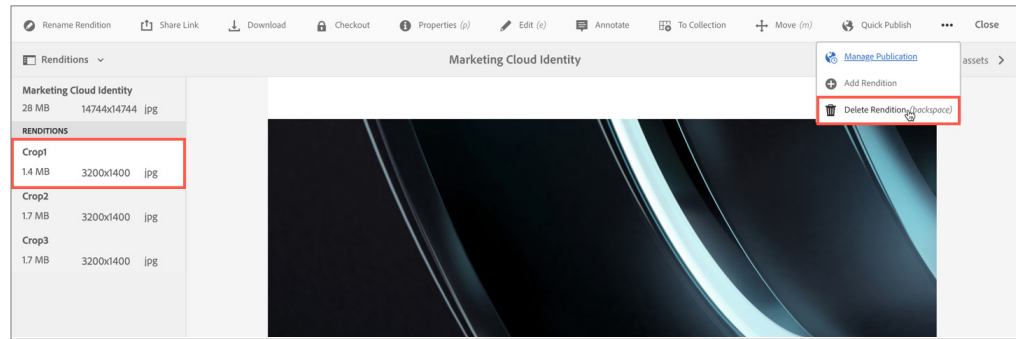 Rename Rendition Share Link Download Checkout Properties (p) Edit (e) Annotate To Collection Move (m) Quick Publish ••• Close
Renditions Marketing Cloud Identity assets
Manage Publication
Add Rendition
Delete Rendition (backspace)
Marketing Cloud Identity
28 MB 14744x14744 jpg
RENDITIONS
Crop1
1.4 MB 3200x1400 jpg
Crop2
1.7 MB 3200x1400 jpg
Crop3
1.7 MB 3200x1400 jpg